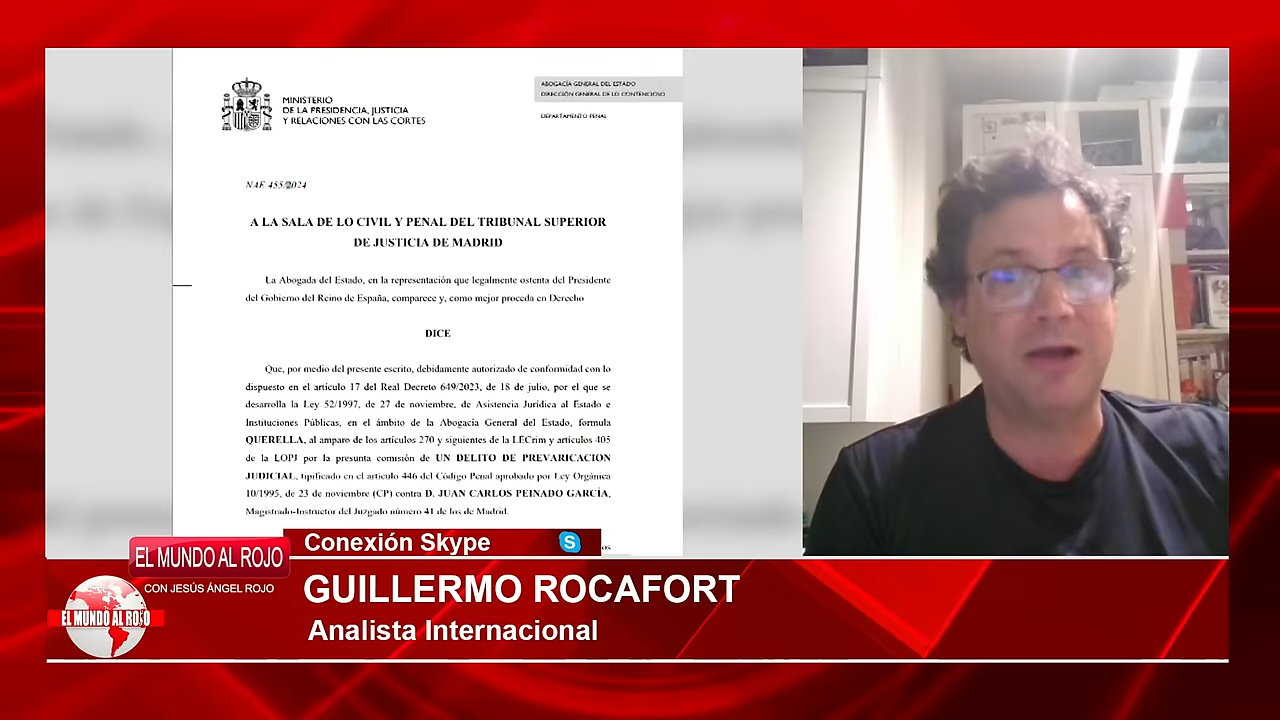 MINISTERIO
DE LA PRESIDENCIA, JUSTICIA
Y RELACIONES CON LAS CORTES
ABOGACÍA GENERAL DEL ESTADO
DIRECCIÓN GENERAL DE LO CONTENCIOSO
DEPARTAMENTO PENAL
NAE 455/2024
A LA SALA DE LO CIVIL Y PENAL DEL TRIBUNAL SUPERIOR
DE JUSTICIA DE MADRID
La Abogada del Estado, en la representación que legalmente ostenta del Presidente
del Gobierno del Reino de España, comparece y, como mejor proceda en Derecho
DICE
Que, por medio del presente escrito, debidamente autorizado de conformidad con lo
dispuesto en el artículo 17 del Real Decreto 649/2023, de 18 de julio, por el que se
desarrolla la Ley 52/1997, de 27 de noviembre, de Asistencia Jurídica al Estado e
Instituciones Públicas, en el ámbito de la Abogacía General del Estado, formula
QUERELLA, al amparo de los artículos 270 y siguientes de la LECrim y artículos 405
de la LOPJ por la presunta comisión de UN DELITO DE PREVARICACION
JUDICIAL, tipificado en el artículo 446 del Código Penal aprobado por Ley Orgánica
10/1995, de 23 de noviembre (CP) contra D. JUAN CARLOS PEINADO GARCÍA,
Magistrado-Instructor del Juzgado número 41 de los de Madrid.
Conexión Skype
EL MUNDO AL ROJO
CON JESÚS ÁNGEL ROJO
EL MUNDO AL ROJO
GUILLERMO ROCAFORT
Analista Internacional